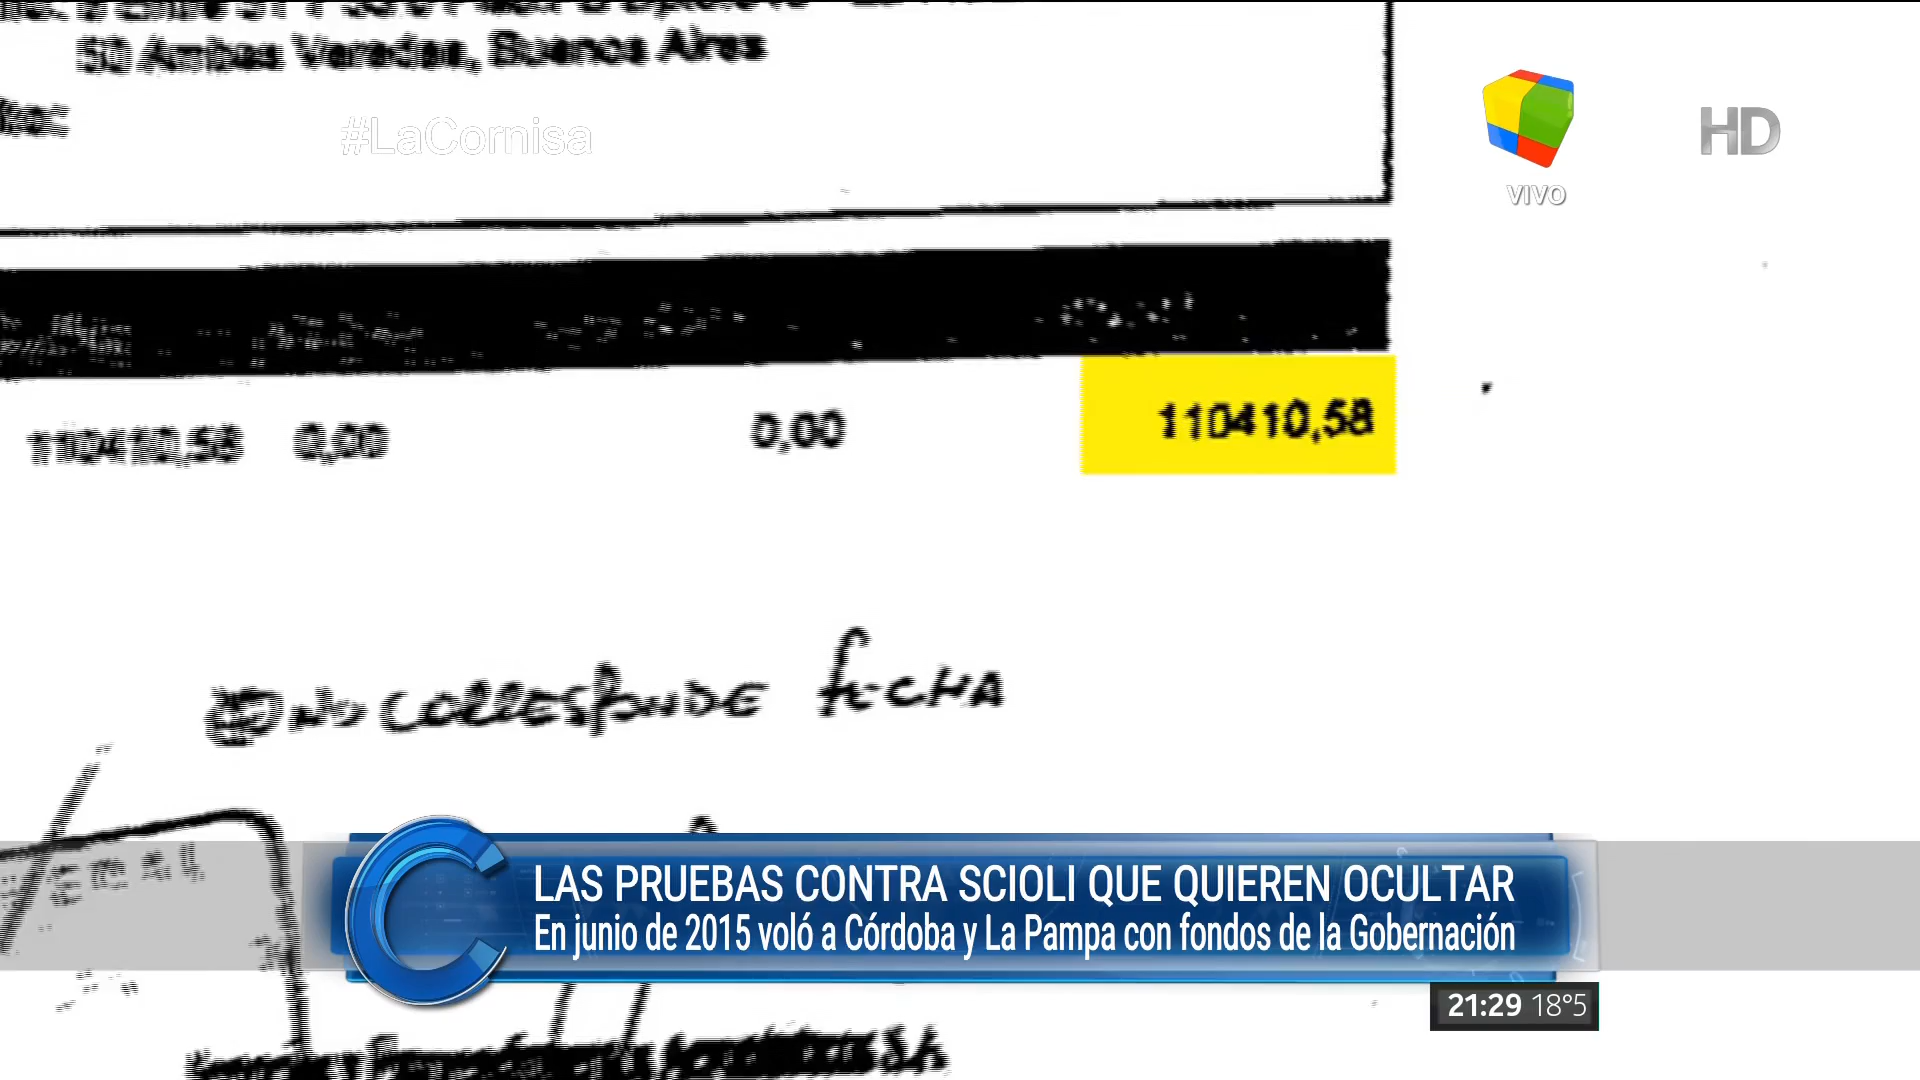 50 Ambas Veredas, Buenos Aires
#LaCornisa
HD
VIVO
110410,58 0,00 0,00 110410,58
NO CORRESPONDE FECHA
LAS PRUEBAS CONTRA SCIOLI QUE QUIEREN OCULTAR
En junio de 2015 voló a Córdoba y La Pampa con fondos de la Gobernación
21:29 18°5